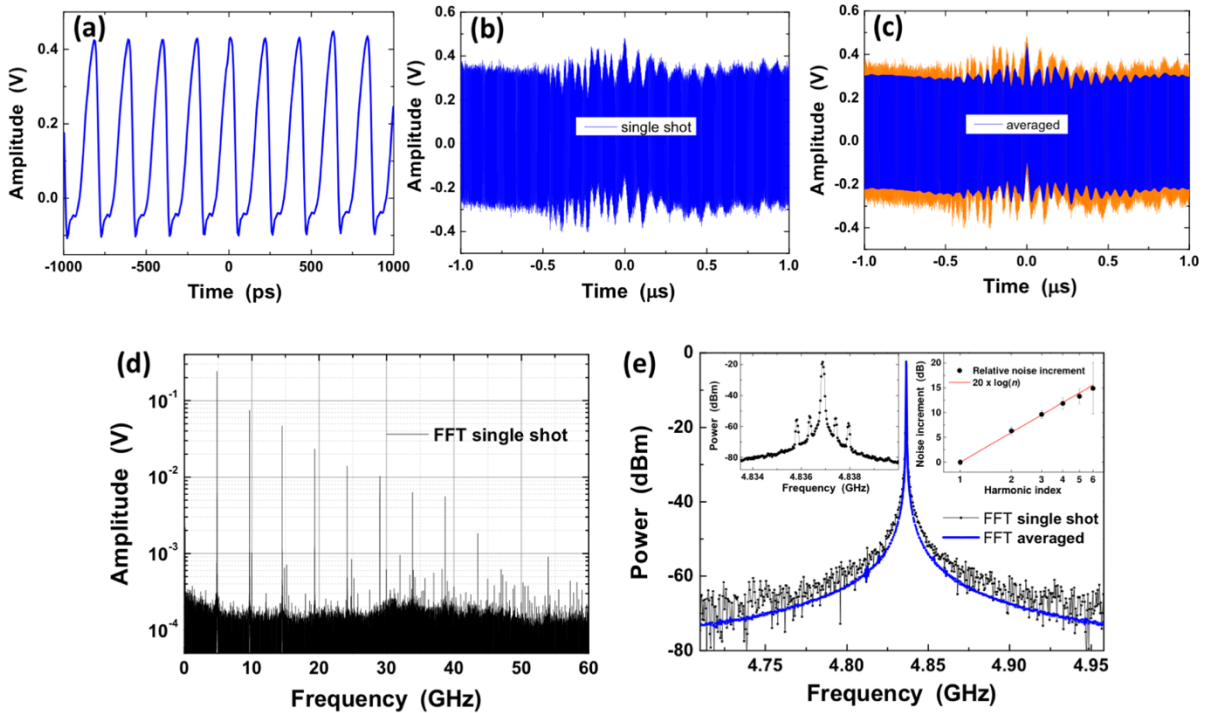 (a)
Amplitude (V)
0.4
0.2
0.0
-1000 -500 0 500 1000
Time (ps)
(b)
Amplitude (V)
0.6
0.4
0.2
0.0
-0.2
0.4
single shot
-1.0 -0.5 0.0 0.5 1.0
Time (μs)
(c)
Amplitude (V)
0.6
0.4
0.2
0.0
-0.2
0.4
averaged
-1.0 -0.5 0.0 0.5 1.0
Time (μs)
(d)
Amplitude (V)
10-1
10-2
10-3
10-4
FFT single shot
0 10 20 30 40 50 60
Frequency (GHz)
(e)
Power (dBm)
0
-20
-40
-60
-80
Power (dBm)
-20
-40
-60
-80
4.834 4.836 4.838
Frequency (GHz)
Noise increment (dB)
20
15
10
5
0
Relative noise increment
20 x log(n)
1 2 3 4 5 6
Harmonic index
FFT single shot
FFT averaged
4.75 4.80 4.85 4.90 4.95
Frequency (GHz)